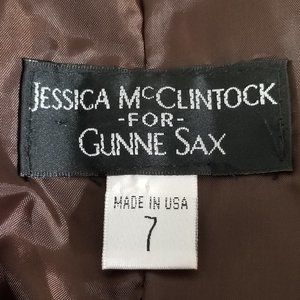 JESSICA McCLINTOCK
-FOR-
GUNNE SAX
MADE IN USA
7